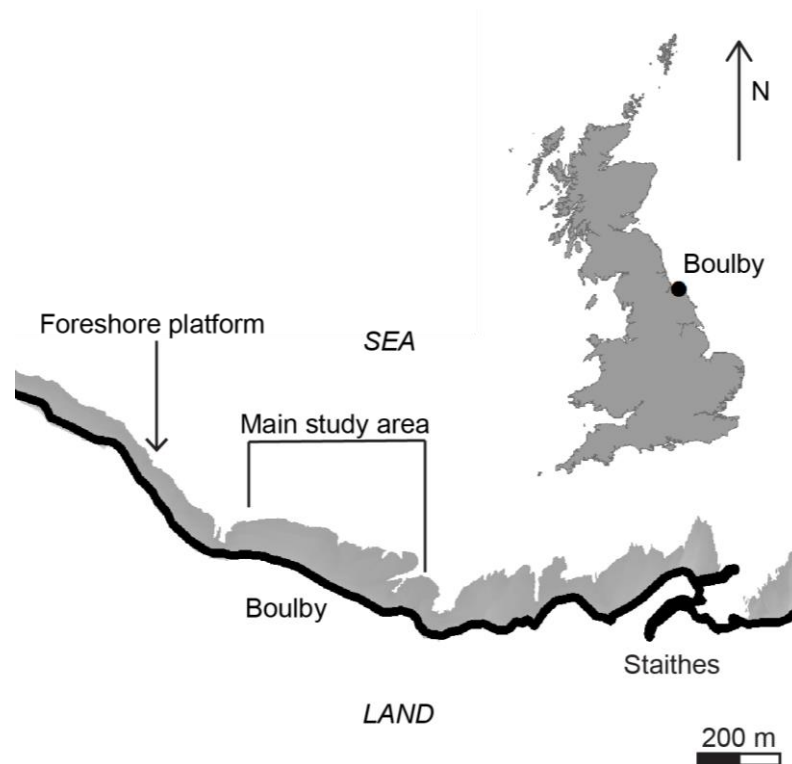 N
Boulby
Foreshore platform
SEA
Main study area
Boulby
Staithes
LAND
200 m